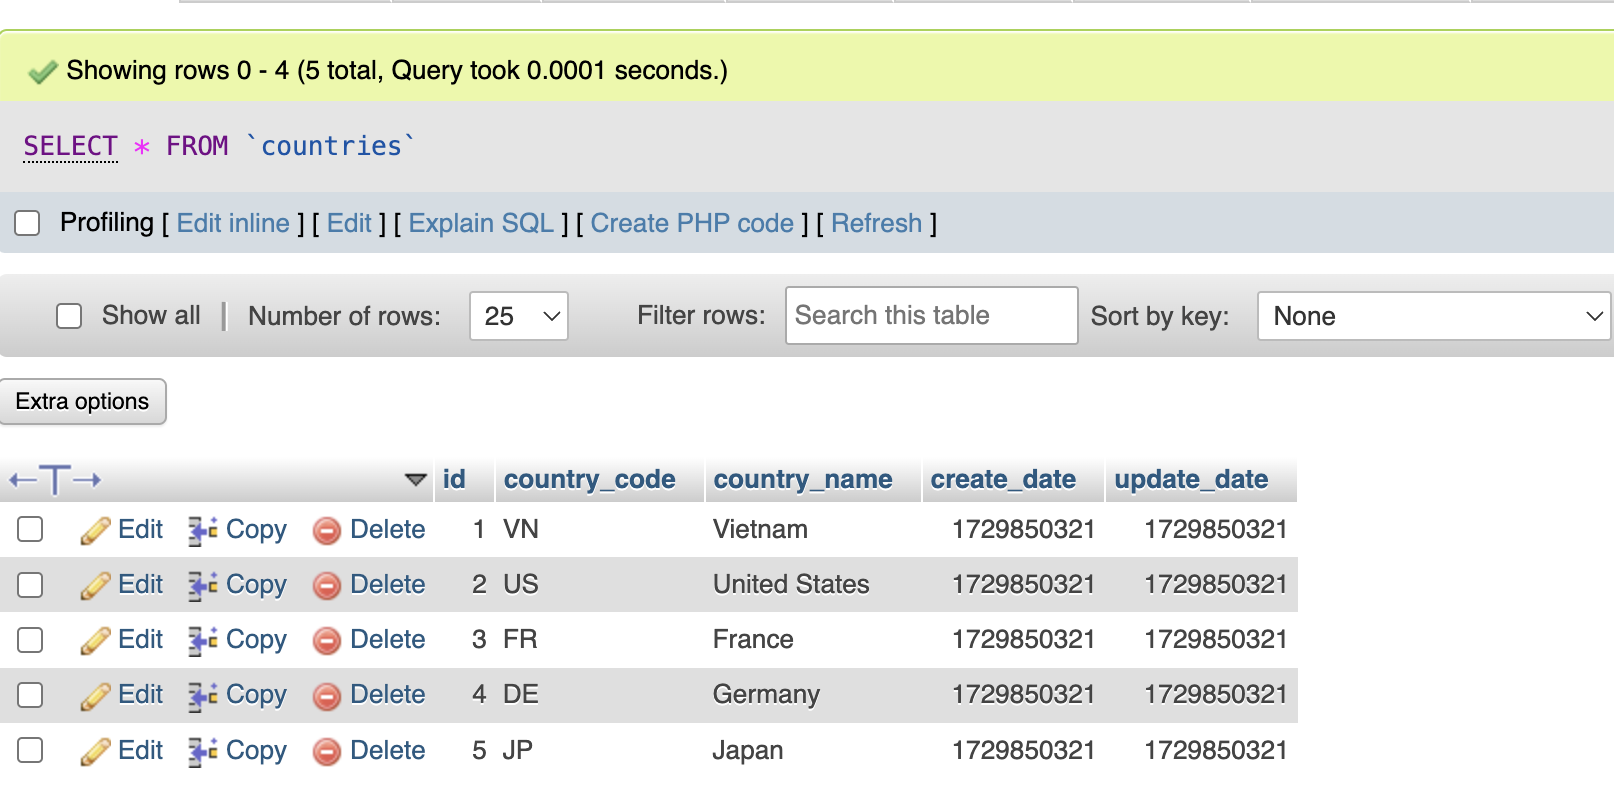 Showing rows 0 - 4 (5 total, Query took 0.0001 seconds.)
SELECT * FROM `countries`
Profiling [ Edit inline ] [ Edit ] [ Explain SQL ] [ Create PHP code ] [ Refresh ]
Show all | Number of rows: 25 Filter rows: Search this table Sort by key: None
Extra options
←T→ id country_code country_name create_date update_date
Edit Copy Delete 1 VN Vietnam 1729850321 1729850321
Edit Copy Delete 2 US United States 1729850321 1729850321
Edit Copy Delete 3 FR France 1729850321 1729850321
Edit Copy Delete 4 DE Germany 1729850321 1729850321
Edit Copy Delete 5 JP Japan 1729850321 1729850321